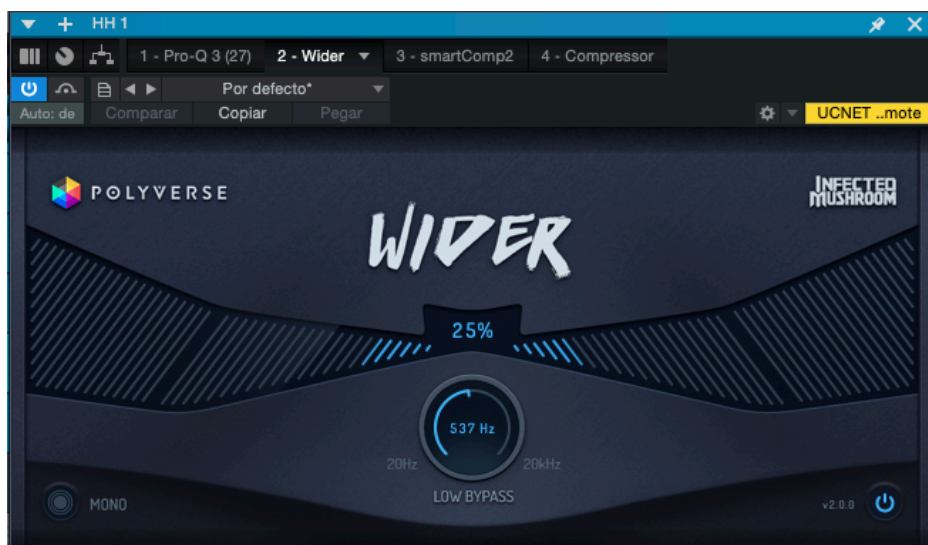 HH 1
1 - Pro-Q 3 (27) 2 - Wider 3 - smartComp2 4 - Compressor
Por defecto*
Auto: de Comparar Copiar Pegar UCNET ..mote
POLYVERSE
INFECTED
MUSHROOM
WIDER
25%
537 Hz
20Hz 20kHz
LOW BYPASS
MONO v2.0.0